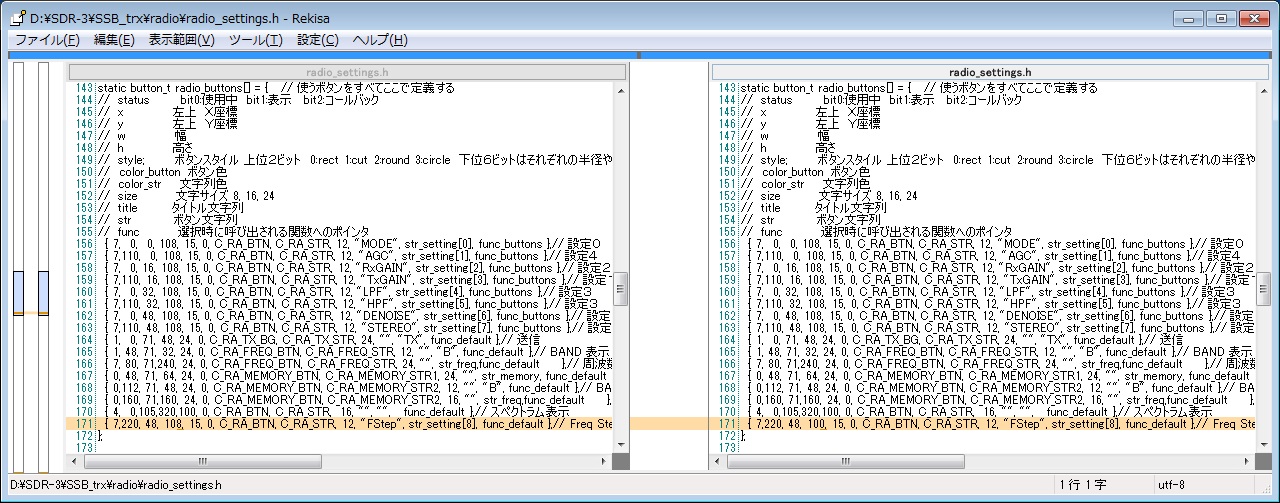 D:¥SDR-3¥SSB_trx¥radio¥radio_settings.h - Rekisa
ファイル(F) 編集(E) 表示範囲(V) ツール(T) 設定(C) ヘルプ(H)
radio_settings.h
143 static button_t radio_buttons[] = { // 使うボタンをすべてここで定義する
144 // status bit0:使用中 bit1:表示 bit2:コールバック
145 // x 左上 X座標
146 // y 左上 Y座標
147 // w 幅
148 // h 高さ
149 // style; ボタンスタイル 上位2ビット 0:rect 1:cut 2:round 3:circle 下位6ビットはそれぞれの半径や
150 // color_button ボタン色
151 // color_str 文字列色
152 // size 文字サイズ 8, 16, 24
153 // title タイトル文字列
154 // str ボタン文字列
155 // func 選択時に呼び出される関数へのポインタ
156 { 7, 0, 0, 108, 15, 0, C_RA_BTN, C_RA_STR, 12, "MODE", str_setting[0], func_buttons },// 設定0
157 { 7,110, 0, 108, 15, 0, C_RA_BTN, C_RA_STR, 12, "AGC", str_setting[1], func_buttons },// 設定4
158 { 7, 0, 16, 108, 15, 0, C_RA_BTN, C_RA_STR, 12, "RxGAIN", str_setting[2], func_buttons },// 設定2
159 { 7,110, 16, 108, 15, 0, C_RA_BTN, C_RA_STR, 12, "TxGAIN", str_setting[3], func_buttons },// 設定
160 { 7, 0, 32, 108, 15, 0, C_RA_BTN, C_RA_STR, 12, "LPF", str_setting[4], func_buttons },// 設定3
161 { 7,110, 32, 108, 15, 0, C_RA_BTN, C_RA_STR, 12, "HPF", str_setting[5], func_buttons },// 設定3
162 { 7, 0, 48, 108, 15, 0, C_RA_BTN, C_RA_STR, 12, "DENOISE", str_setting[6], func_buttons },// 設定
163 { 7,110, 48, 108, 15, 0, C_RA_BTN, C_RA_STR, 12, "STEREO", str_setting[7], func_buttons },// 設定
164 { 1, 0, 71, 48, 24, 0, C_RA_TX_BG, C_RA_TX_STR, 24, "", "TX", func_default },// 送信
165 { 1, 48, 71, 32, 24, 0, C_RA_FREQ_BTN, C_RA_FREQ_STR, 12, "", "B", func_default },// BAND 表示
166 { 7, 80, 71,240, 24, 0, C_RA_FREQ_BTN, C_RA_FREQ_STR, 24, "", str_freq,func_default },// 周波数
167 { 0, 48, 71, 64, 24, 0, C_RA_MEMORY_BTN, C_RA_MEMORY_STR1, 24, "", str_memory, func_default
168 { 0,112, 71, 48, 24, 0, C_RA_MEMORY_BTN, C_RA_MEMORY_STR2, 12, "", "B", func_default },// BA
169 { 0,160, 71,160, 24, 0, C_RA_MEMORY_BTN, C_RA_MEMORY_STR2, 16, "", str_freq,func_default },
170 { 4, 0,105,320,100, 0, C_RA_BTN, C_RA_STR, 16, "", "", func_default },// スペクトラム表示
171 { 7,220, 48, 108, 15, 0, C_RA_BTN, C_RA_STR, 12, "FStep", str_setting[8], func_default },// Freq Ste
172 };
173
radio_settings.h
143 static button_t radio_buttons[] = { // 使うボタンをすべてここで定義する
144 // status bit0:使用中 bit1:表示 bit2:コールバック
145 // x 左上 X座標
146 // y 左上 Y座標
147 // w 幅
148 // h 高さ
149 // style; ボタンスタイル 上位2ビット 0:rect 1:cut 2:round 3:circle 下位6ビットはそれぞれの半径や
150 // color_button ボタン色
151 // color_str 文字列色
152 // size 文字サイズ 8, 16, 24
153 // title タイトル文字列
154 // str ボタン文字列
155 // func 選択時に呼び出される関数へのポインタ
156 { 7, 0, 0, 108, 15, 0, C_RA_BTN, C_RA_STR, 12, "MODE", str_setting[0], func_buttons },// 設定0
157 { 7,110, 0, 108, 15, 0, C_RA_BTN, C_RA_STR, 12, "AGC", str_setting[1], func_buttons },// 設定4
158 { 7, 0, 16, 108, 15, 0, C_RA_BTN, C_RA_STR, 12, "RxGAIN", str_setting[2], func_buttons },// 設定2
159 { 7,110, 16, 108, 15, 0, C_RA_BTN, C_RA_STR, 12, "TxGAIN", str_setting[3], func_buttons },// 設定
160 { 7, 0, 32, 108, 15, 0, C_RA_BTN, C_RA_STR, 12, "LPF", str_setting[4], func_buttons },// 設定3
161 { 7,110, 32, 108, 15, 0, C_RA_BTN, C_RA_STR, 12, "HPF", str_setting[5], func_buttons },// 設定3
162 { 7, 0, 48, 108, 15, 0, C_RA_BTN, C_RA_STR, 12, "DENOISE", str_setting[6], func_buttons },// 設定
163 { 7,110, 48, 108, 15, 0, C_RA_BTN, C_RA_STR, 12, "STEREO", str_setting[7], func_buttons },// 設定
164 { 1, 0, 71, 48, 24, 0, C_RA_TX_BG, C_RA_TX_STR, 24, "", "TX", func_default },// 送信
165 { 1, 48, 71, 32, 24, 0, C_RA_FREQ_BTN, C_RA_FREQ_STR, 12, "", "B", func_default },// BAND 表示
166 { 7, 80, 71,240, 24, 0, C_RA_FREQ_BTN, C_RA_FREQ_STR, 24, "", str_freq,func_default },// 周波数
167 { 0, 48, 71, 64, 24, 0, C_RA_MEMORY_BTN, C_RA_MEMORY_STR1, 24, "", str_memory, func_default
168 { 0,112, 71, 48, 24, 0, C_RA_MEMORY_BTN, C_RA_MEMORY_STR2, 12, "", "B", func_default },// BA
169 { 0,160, 71,160, 24, 0, C_RA_MEMORY_BTN, C_RA_MEMORY_STR2, 16, "", str_freq,func_default },
170 { 4, 0,105,320,100, 0, C_RA_BTN, C_RA_STR, 16, "", "", func_default },// スペクトラム表示
171 { 7,220, 48, 100, 15, 0, C_RA_BTN, C_RA_STR, 12, "FStep", str_setting[8], func_default },// Freq Ste
172 };
173
D:¥SDR-3¥SSB_trx¥radio¥radio_settings.h 1 行 1 字 utf-8